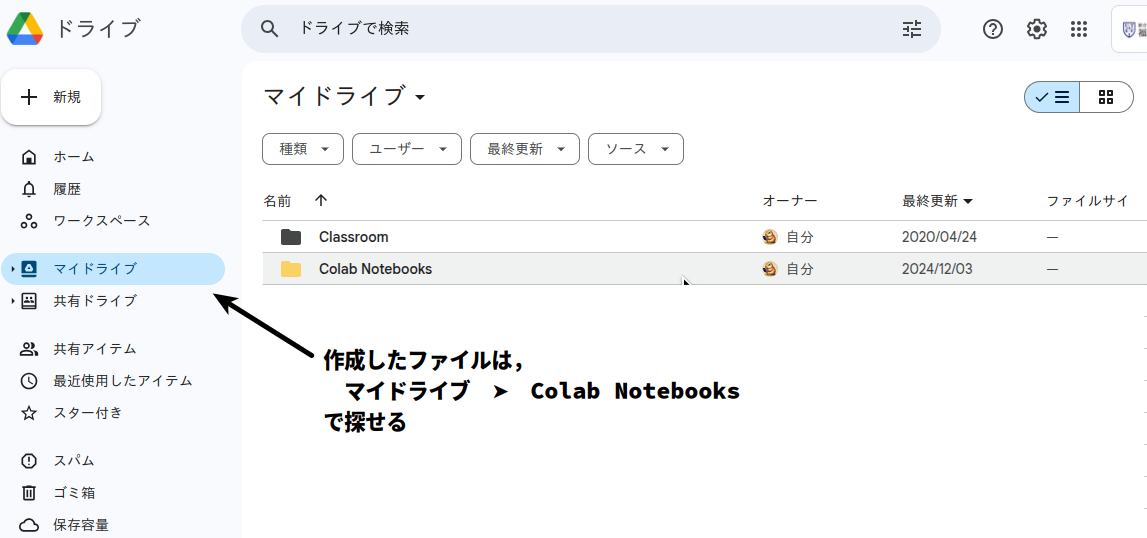 ドライブ
ドライブで検索
新規
ホーム
履歴
ワークスペース
マイドライブ
共有ドライブ
共有アイテム
最近使用したアイテム
スター付き
スパム
ゴミ箱
保存容量
マイドライブ
種類 ユーザー 最終更新 ソース
名前 オーナー 最終更新 ファイルサイ
Classroom 自分 2020/04/24 —
Colab Notebooks 自分 2024/12/03 —
作成したファイルは，
マイドライブ ➤ Colab Notebooks
で探せる